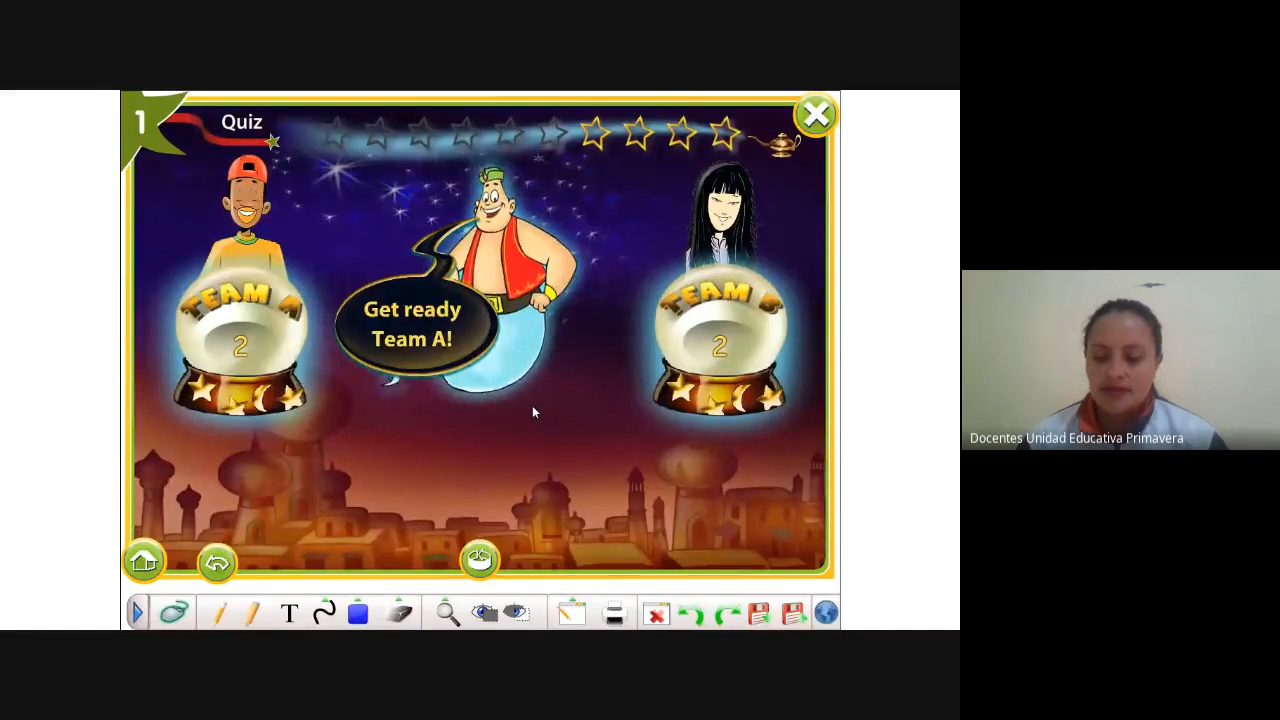 1
Quiz
TEAM A
2
Get ready
Team A!
TEAM B
2
T
Docentes Unidad Educativa Primavera